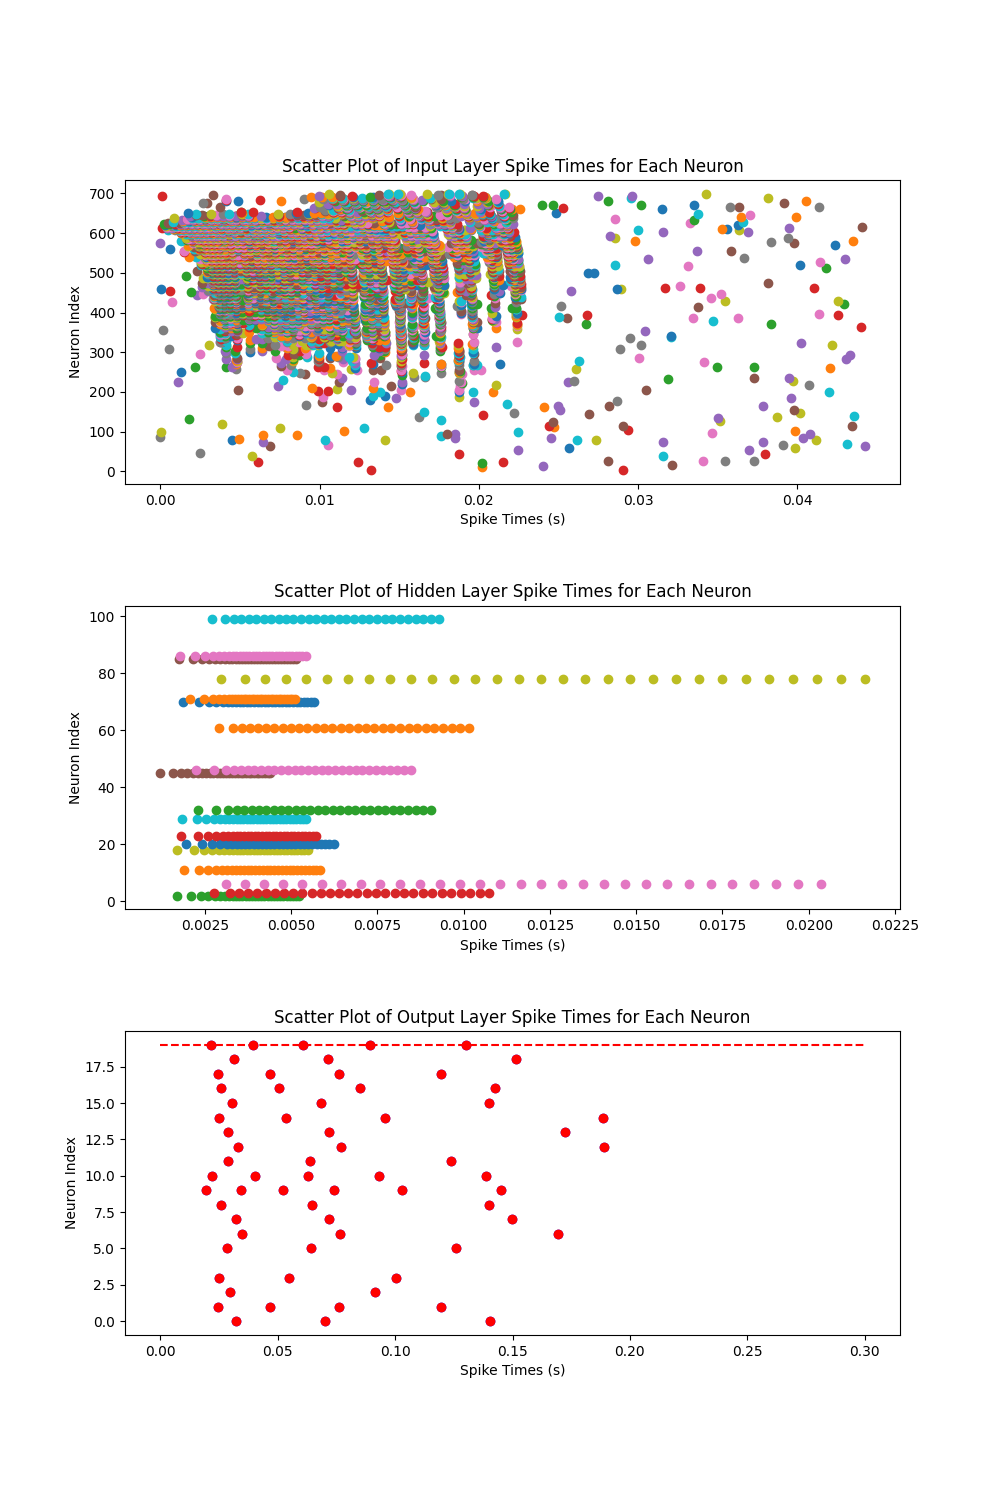 Scatter Plot of Input Layer Spike Times for Each Neuron
700
600
500
400
300
200
100
0
Neuron Index
0.00 0.01 0.02 0.03 0.04
Spike Times (s)
Scatter Plot of Hidden Layer Spike Times for Each Neuron
100
80
60
40
20
0
Neuron Index
0.0025 0.0050 0.0075 0.0100 0.0125 0.0150 0.0175 0.0200 0.0225
Spike Times (s)
Scatter Plot of Output Layer Spike Times for Each Neuron
17.5
15.0
12.5
10.0
7.5
5.0
2.5
0.0
Neuron Index
0.00 0.05 0.10 0.15 0.20 0.25 0.30
Spike Times (s)